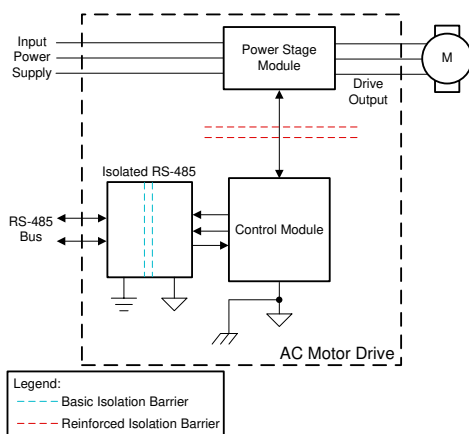 Input
Power
Supply
Power Stage
Module
M
Drive
Output
Isolated RS-485
RS-485
Bus
Control Module
AC Motor Drive
Legend:
Basic Isolation Barrier
Reinforced Isolation Barrier